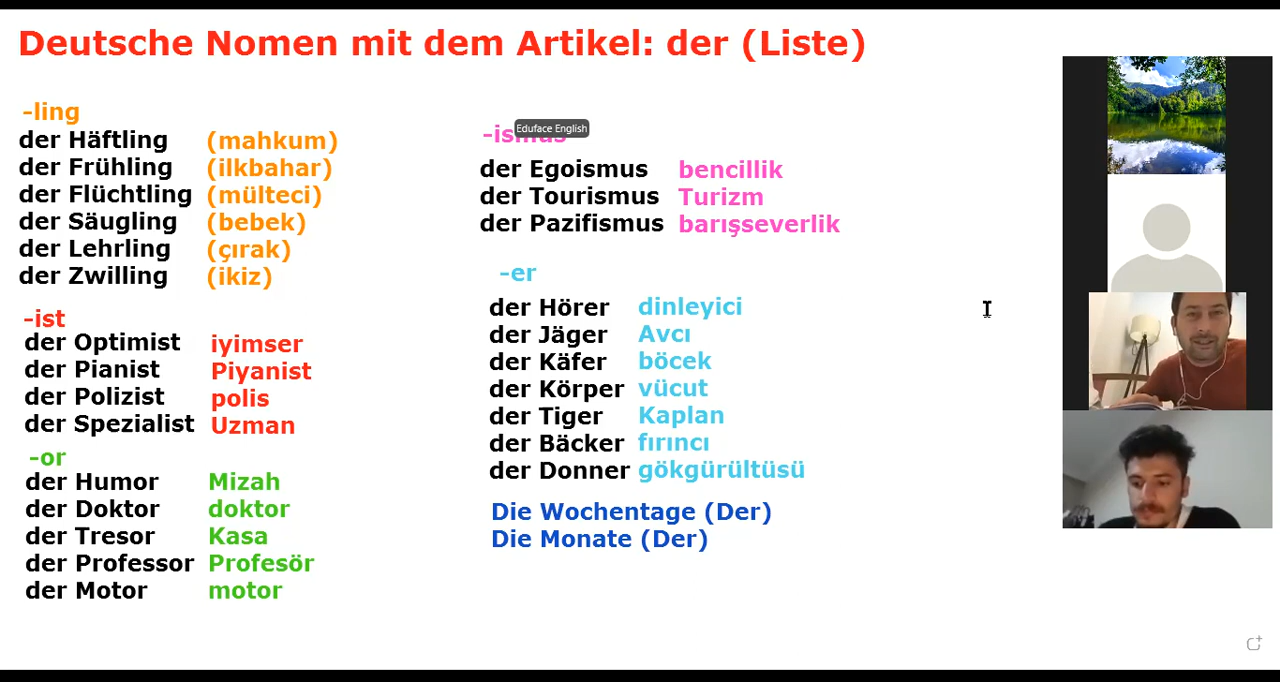 Deutsche Nomen mit dem Artikel: der (Liste)
-ling
der Häftling (mahkum)
der Frühling (ilkbahar)
der Flüchtling (mülteci)
der Säugling (bebek)
der Lehrling (çırak)
der Zwilling (ikiz)
-ist
der Optimist iyimser
der Pianist Piyanist
der Polizist polis
der Spezialist Uzman
-or
der Humor Mizah
der Doktor doktor
der Tresor Kasa
der Professor Profesör
der Motor motor
-ismus
Eduface English
der Egoismus bencillik
der Tourismus Turizm
der Pazifismus barışseverlik
-er
der Hörer dinleyici
der Jäger Avcı
der Käfer böcek
der Körper vücut
der Tiger Kaplan
der Bäcker fırıncı
der Donner gökgürültüsü
Die Wochentage (Der)
Die Monate (Der)